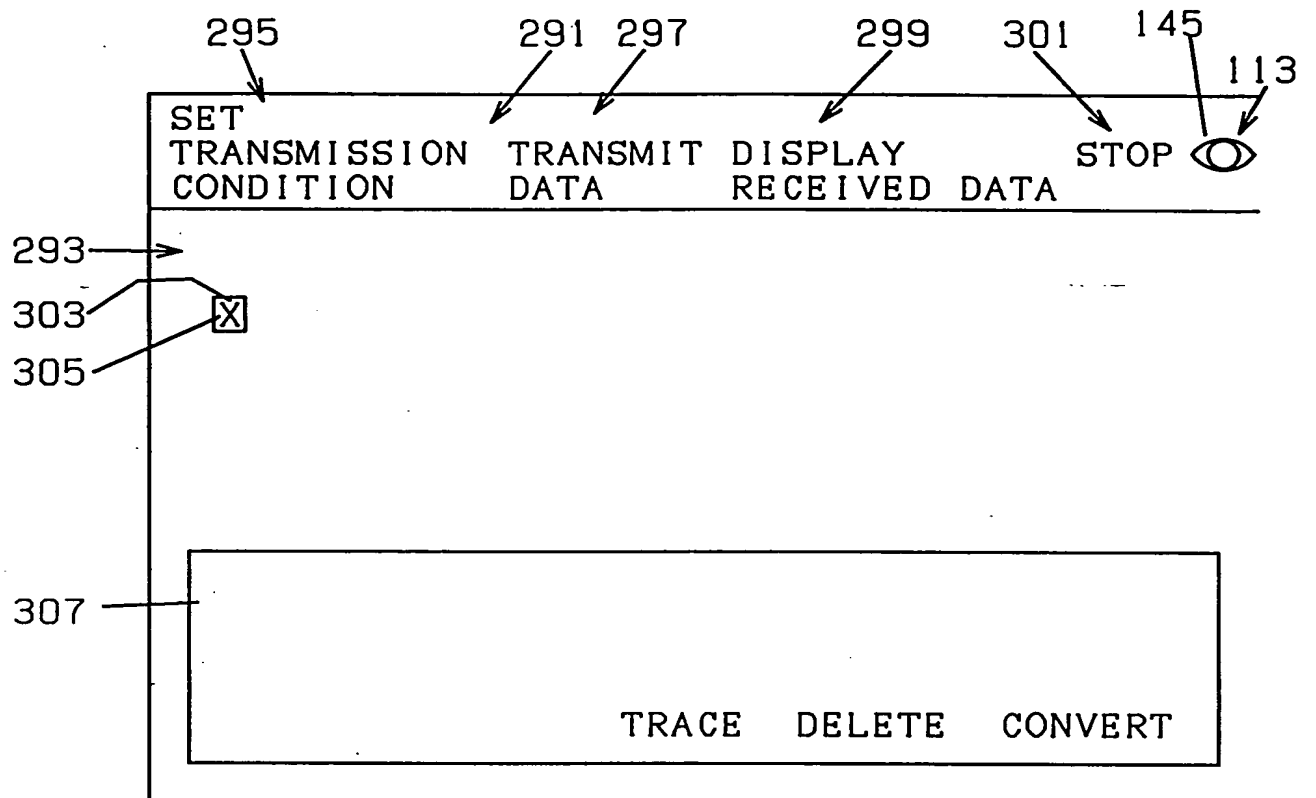 295 291 297 299 301 145
113
SET
TRANSMISSION TRANSMIT DISPLAY STOP
CONDITION DATA RECEIVED DATA
293
303 X
305
307
TRACE DELETE CONVERT